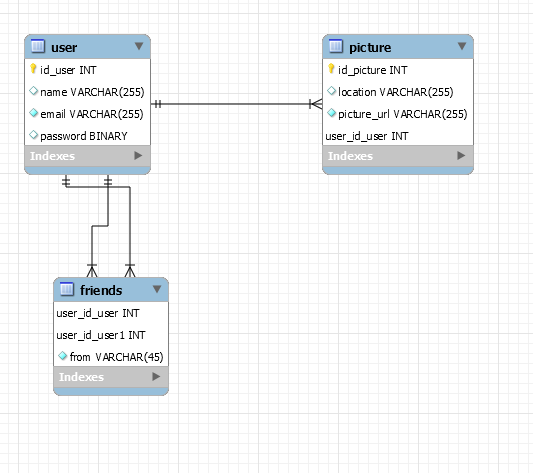 user
id_user INT
name VARCHAR(255)
email VARCHAR(255)
password BINARY
Indexes
picture
id_picture INT
location VARCHAR(255)
picture_url VARCHAR(255)
user_id_user INT
Indexes
friends
user_id_user INT
user_id_user1 INT
from VARCHAR(45)
Indexes